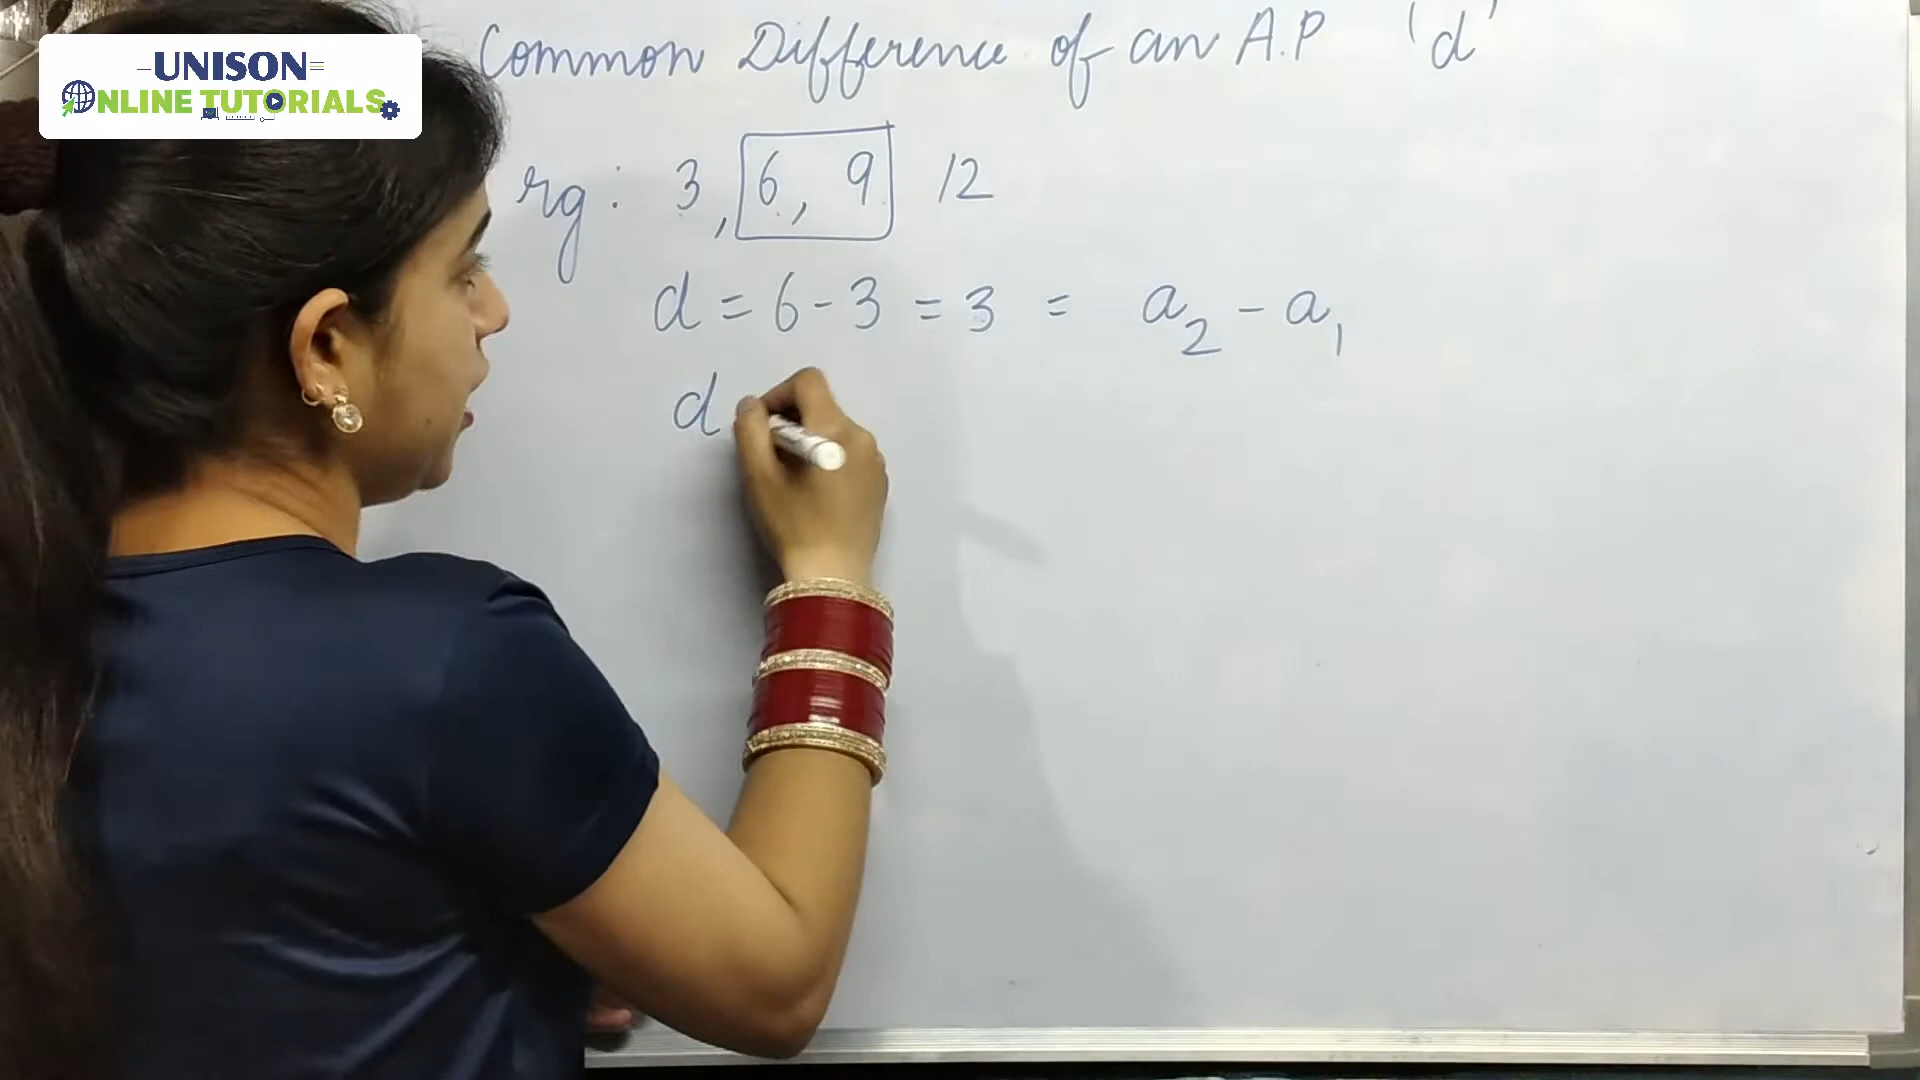 UNISON
ONLINE TUTORIALS
Common Difference of an A.P 'd'
eg: 3, 6, 9 12
d = 6 - 3 = 3 = a₂ - a₁
d